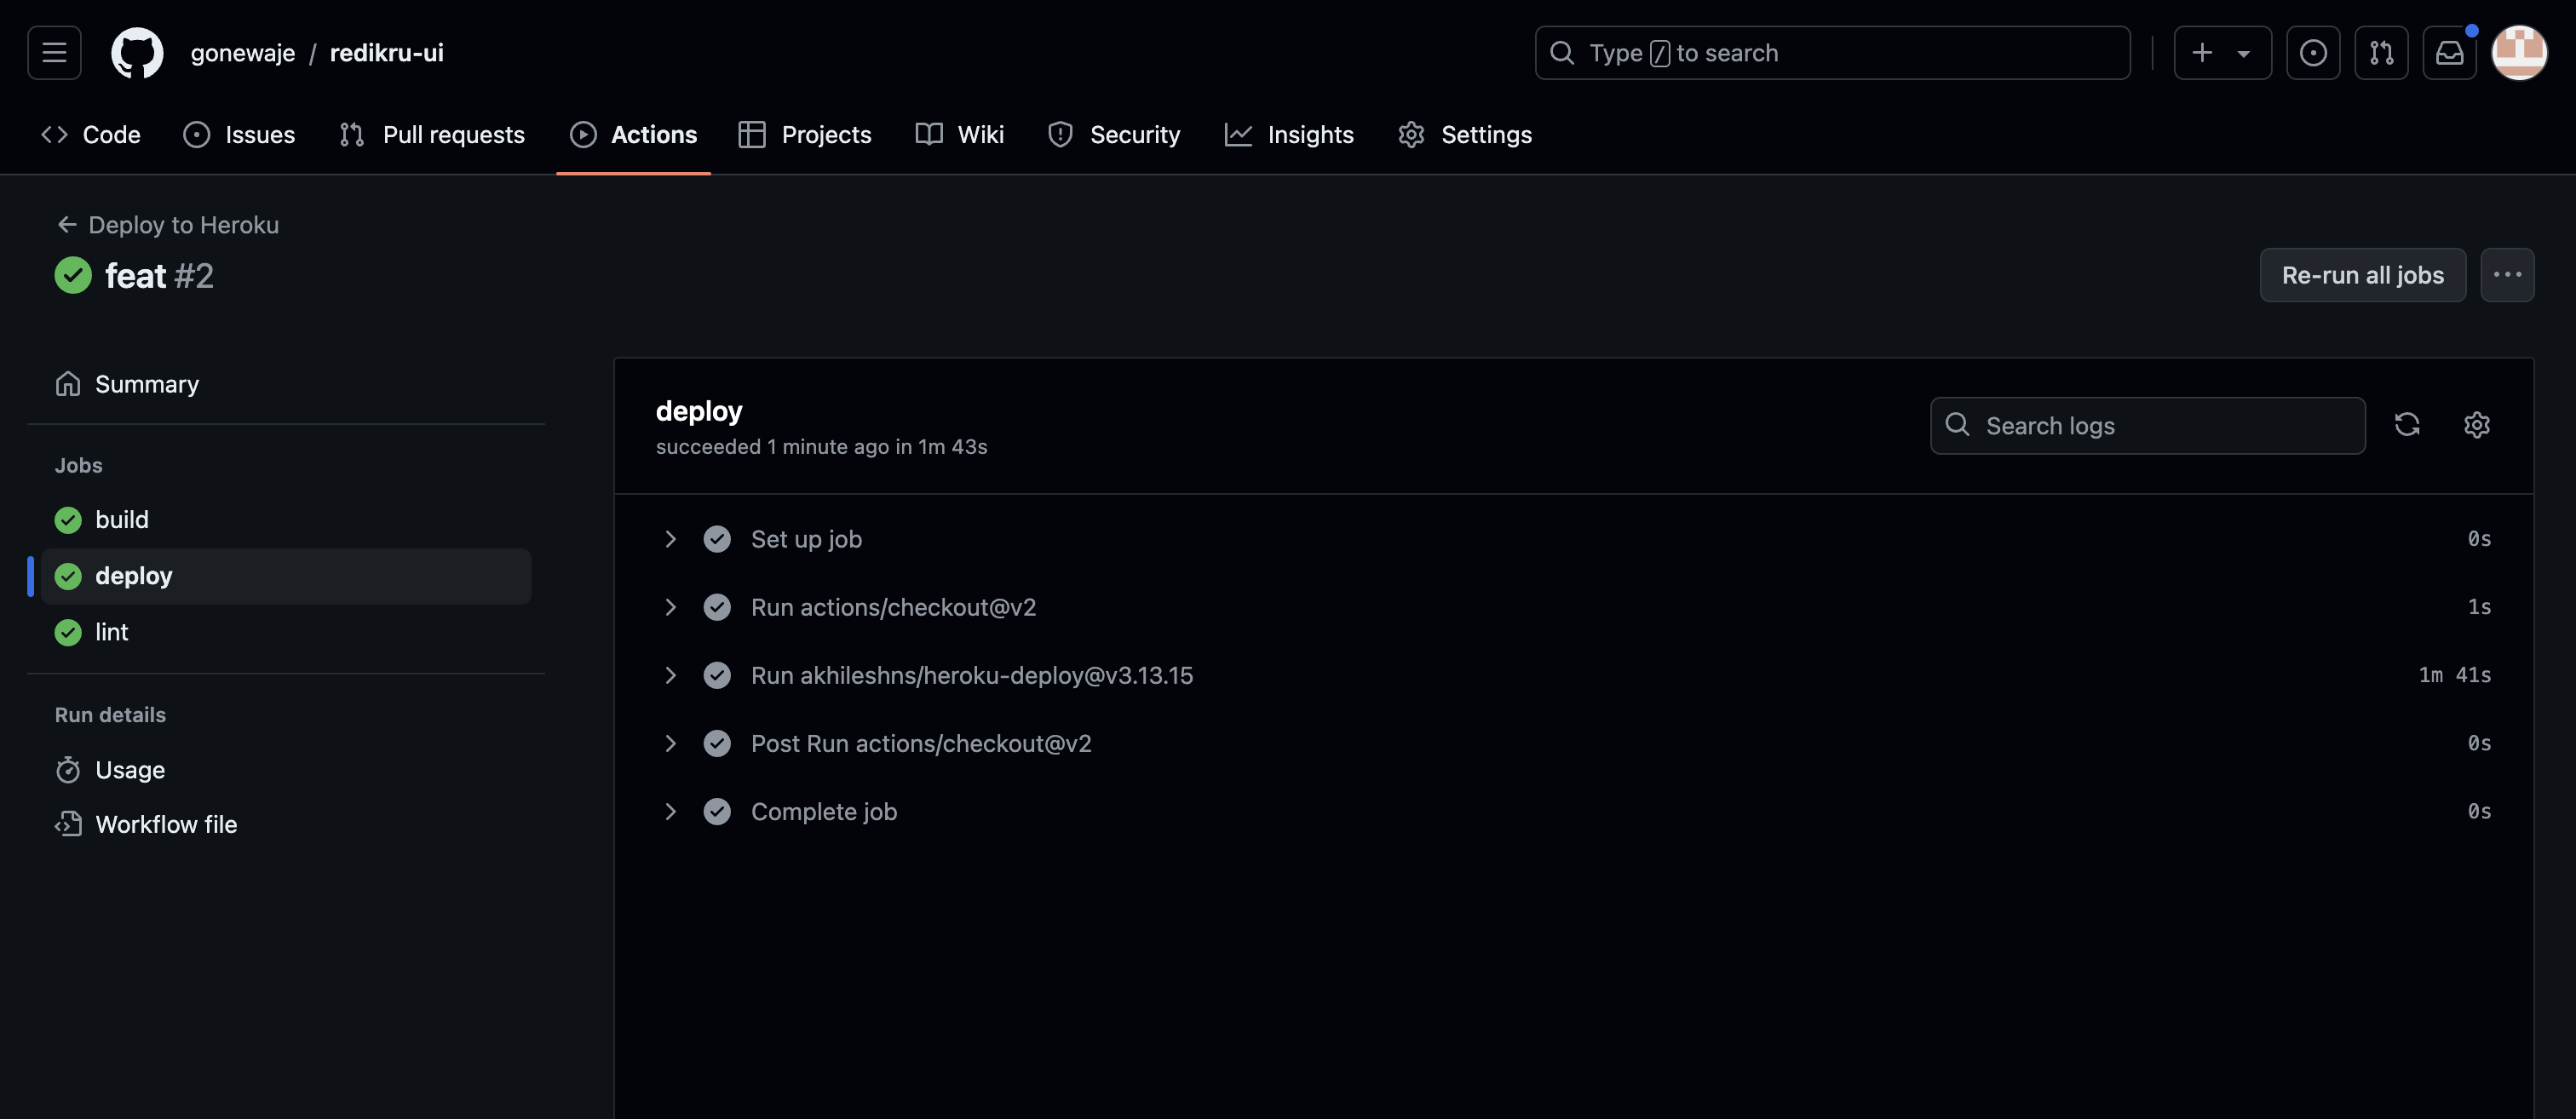 gonewaje / redikru-ui
Type / to search
Code Issues Pull requests Actions Projects Wiki Security Insights Settings
Deploy to Heroku
feat #2
Re-run all jobs
Summary
Jobs
build
deploy
lint
Run details
Usage
Workflow file
deploy
succeeded 1 minute ago in 1m 43s
Search logs
Set up job 0s
Run actions/checkout@v2 1s
Run akhileshns/heroku-deploy@v3.13.15 1m 41s
Post Run actions/checkout@v2 0s
Complete job 0s